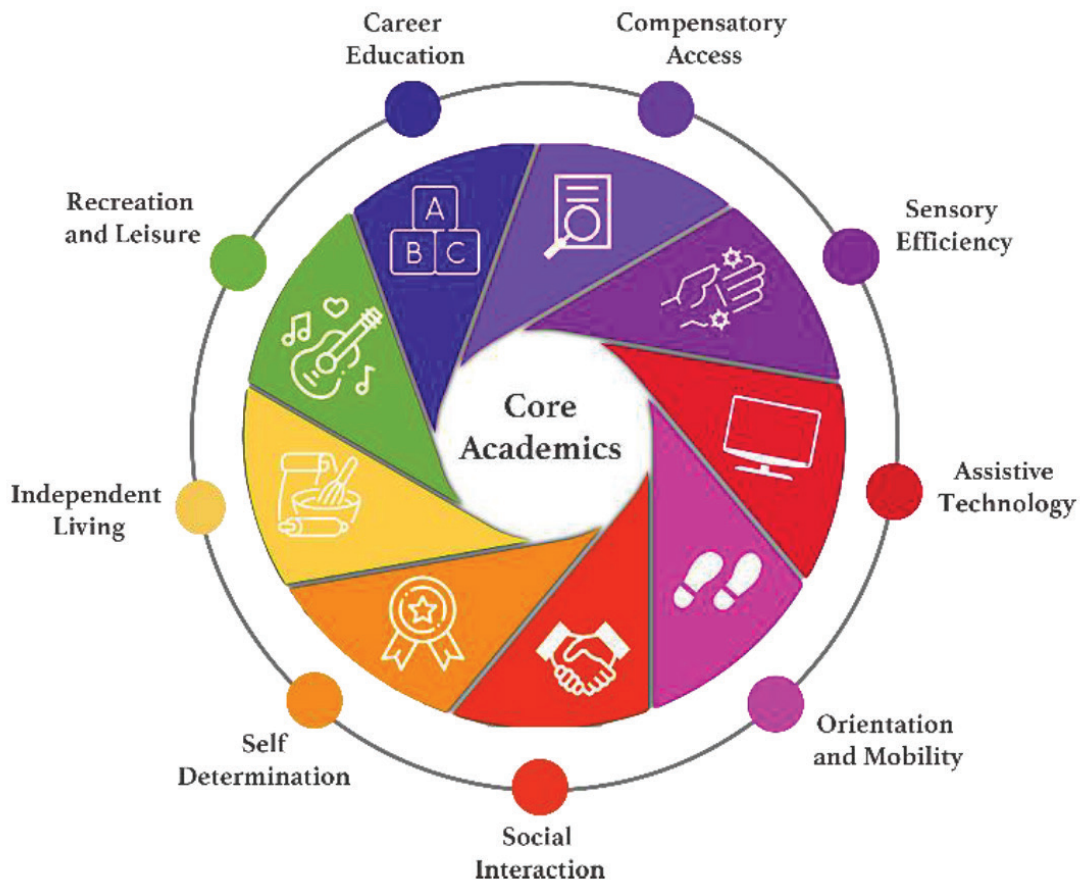 Career
Education
Compensatory
Access
Recreation
and Leisure
Sensory
Efficiency
A
B C
Core
Academics
Independent
Living
Assistive
Technology
Self
Determination
Orientation
and Mobility
Social
Interaction